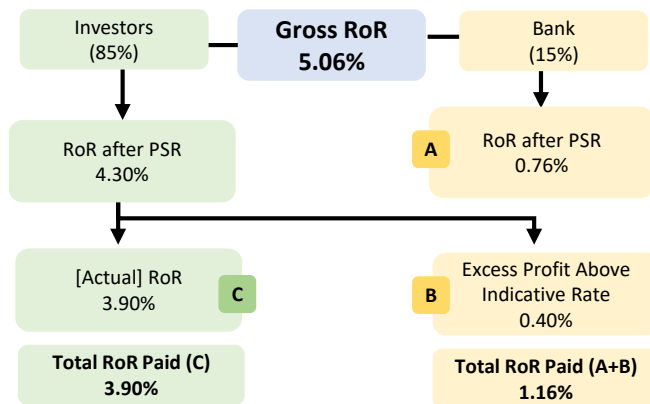 Investors
(85%)
Gross RoR
5.06%
Bank
(15%)
RoR after PSR
4.30%
A
RoR after PSR
0.76%
[Actual] RoR
3.90%
C
B
Excess Profit Above
Indicative Rate
0.40%
Total RoR Paid (C)
3.90%
Total RoR Paid (A+B)
1.16%